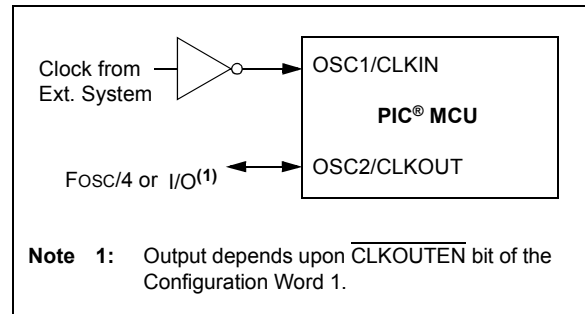 Clock from
Ext. System
OSC1/CLKIN
PIC® MCU
FOSC/4 or I/O(1)
OSC2/CLKOUT
Note 1: Output depends upon CLKOUTEN bit of the
Configuration Word 1.